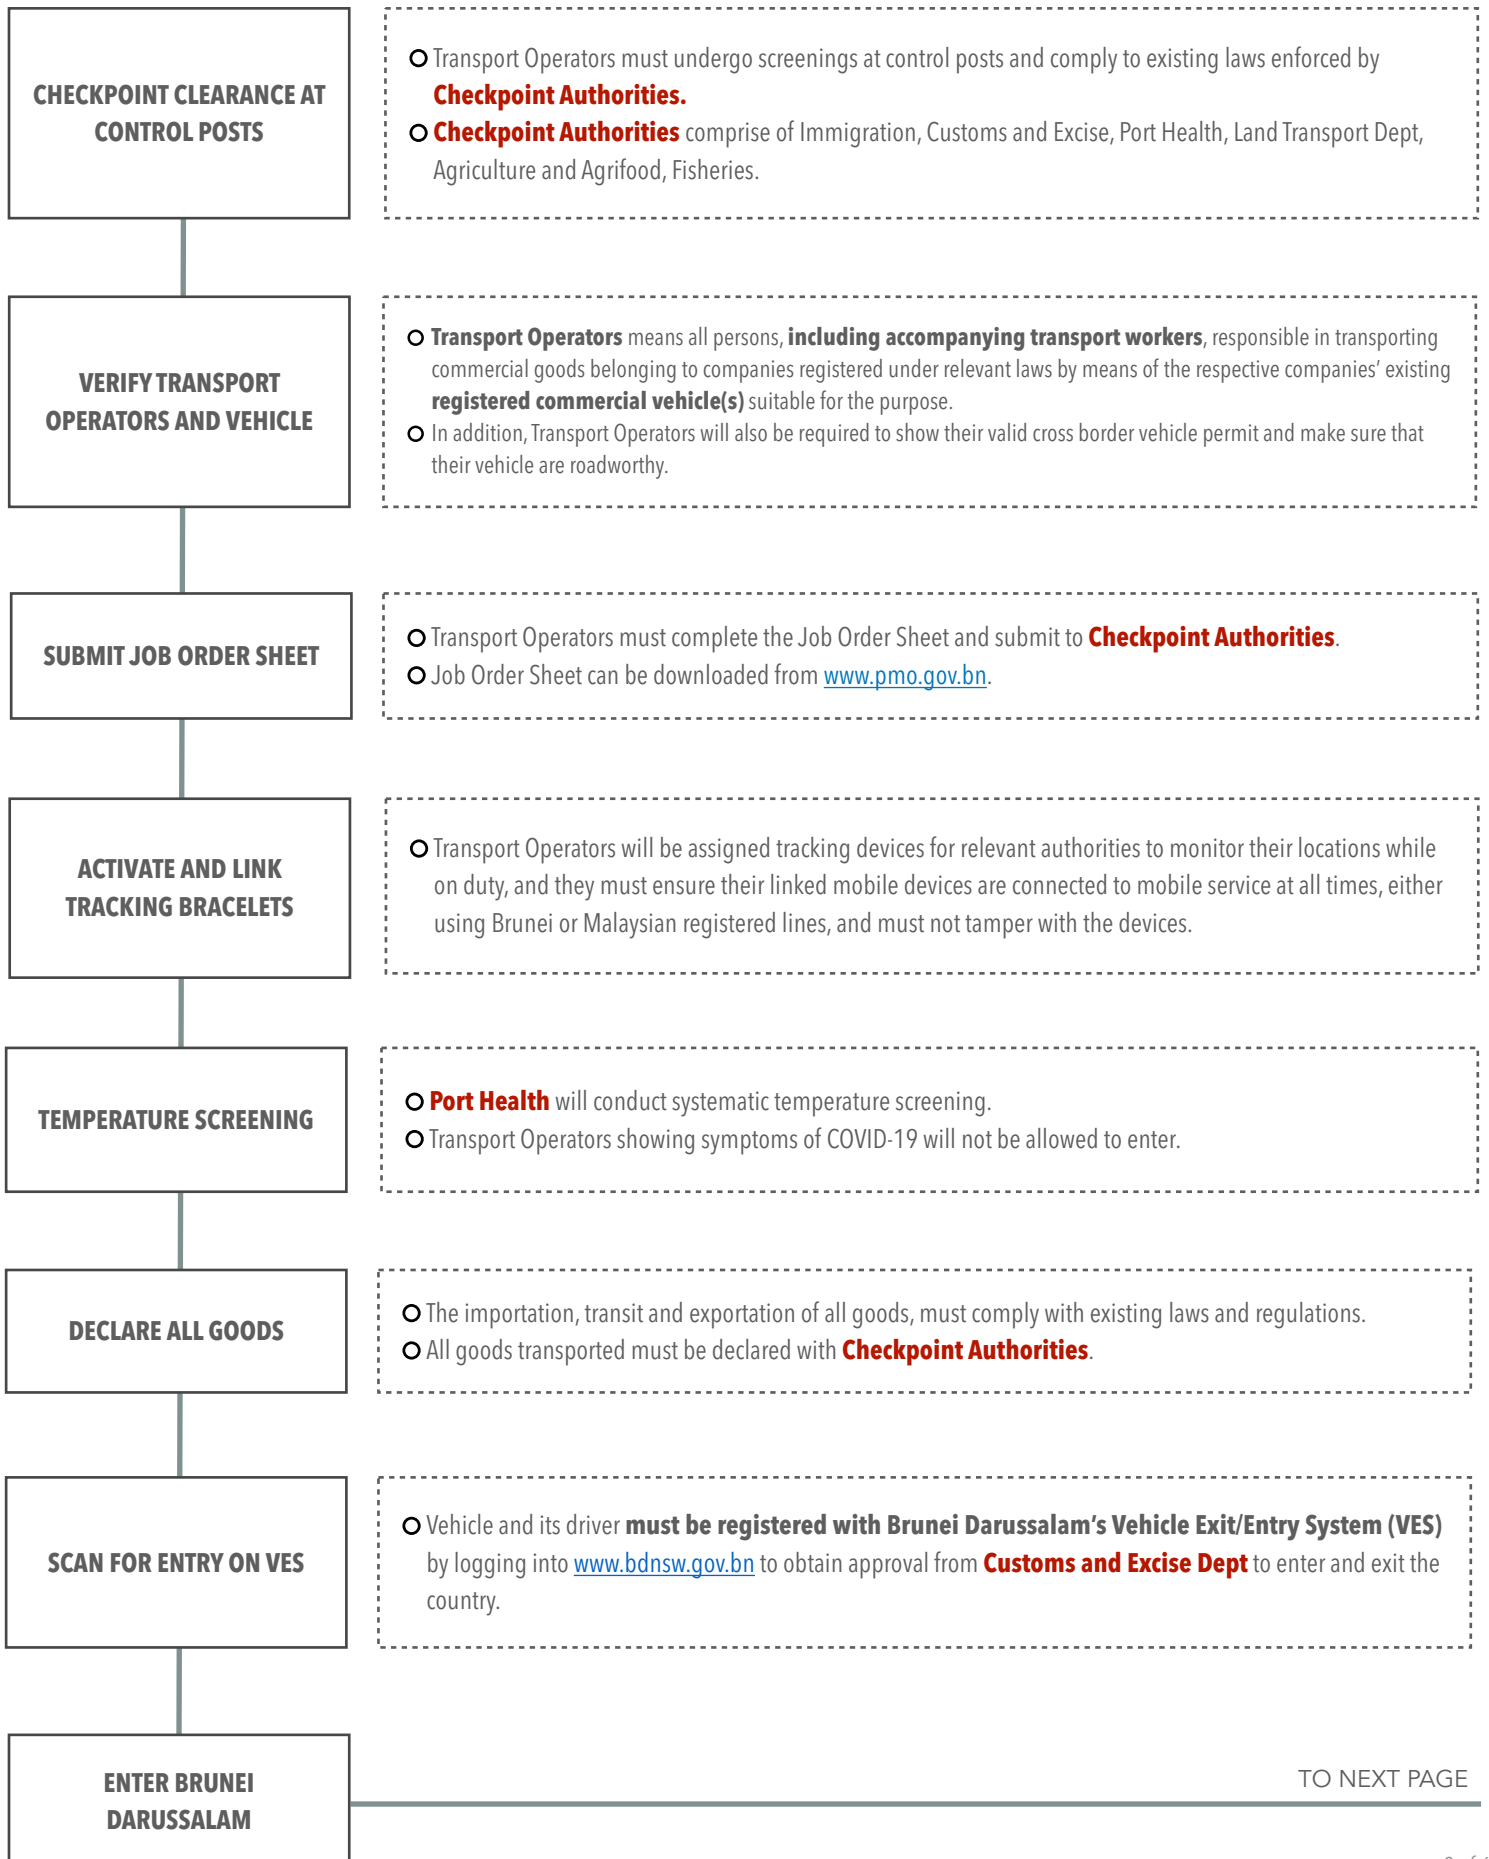 CHECKPOINT CLEARANCE AT
CONTROL POSTS
Transport Operators must undergo screenings at control posts and comply to existing laws enforced by
Checkpoint Authorities.
Checkpoint Authorities comprise of Immigration, Customs and Excise, Port Health, Land Transport Dept,
Agriculture and Agrifood, Fisheries.
VERIFY TRANSPORT
OPERATORS AND VEHICLE
Transport Operators means all persons, including accompanying transport workers, responsible in transporting
commercial goods belonging to companies registered under relevant laws by means of the respective companies’ existing
registered commercial vehicle(s) suitable for the purpose.
In addition, Transport Operators will also be required to show their valid cross border vehicle permit and make sure that
their vehicle are roadworthy.
SUBMIT JOB ORDER SHEET
Transport Operators must complete the Job Order Sheet and submit to Checkpoint Authorities.
Job Order Sheet can be downloaded from www.pmo.gov.bn.
ACTIVATE AND LINK
TRACKING BRACELETS
Transport Operators will be assigned tracking devices for relevant authorities to monitor their locations while
on duty, and they must ensure their linked mobile devices are connected to mobile service at all times, either
using Brunei or Malaysian registered lines, and must not tamper with the devices.
TEMPERATURE SCREENING
Port Health will conduct systematic temperature screening.
Transport Operators showing symptoms of COVID-19 will not be allowed to enter.
DECLARE ALL GOODS
The importation, transit and exportation of all goods, must comply with existing laws and regulations.
All goods transported must be declared with Checkpoint Authorities.
SCAN FOR ENTRY ON VES
Vehicle and its driver must be registered with Brunei Darussalam’s Vehicle Exit/Entry System (VES)
by logging into www.bdnsw.gov.bn to obtain approval from Customs and Excise Dept to enter and exit the
country.
ENTER BRUNEI
DARUSSALAM
TO NEXT PAGE